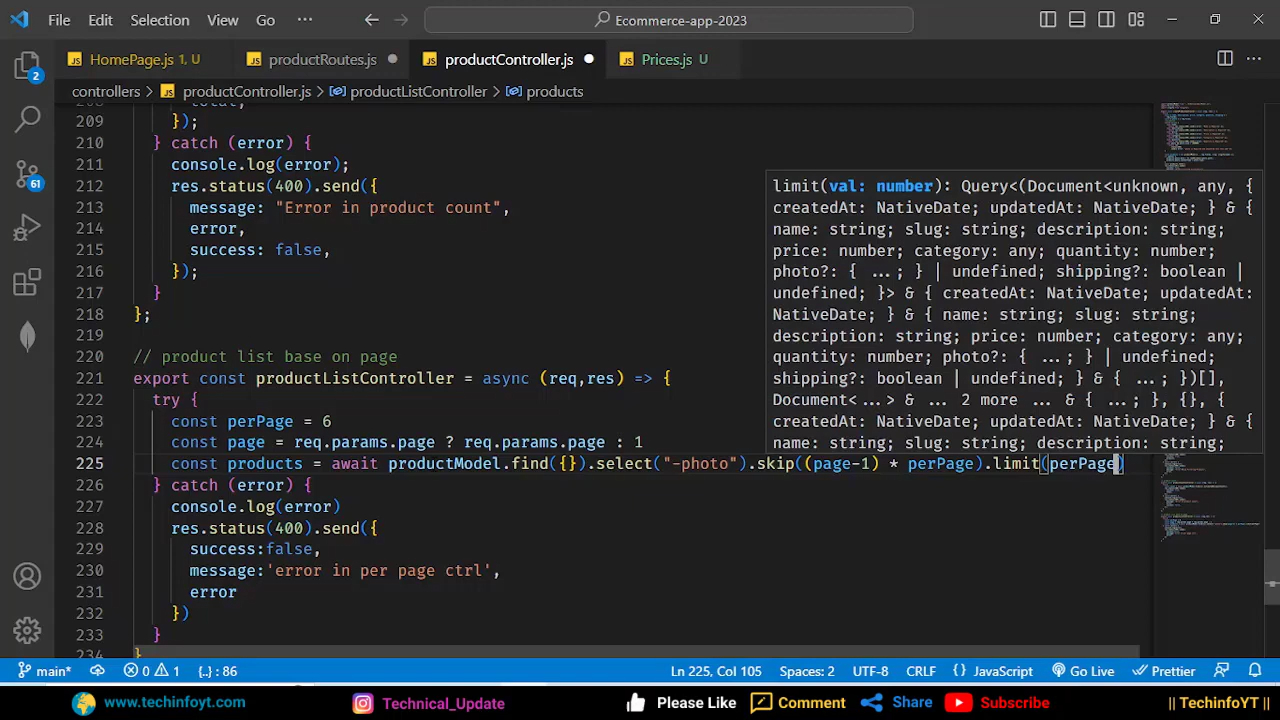 File Edit Selection View Go ··· Ecommerce-app-2023
HomePage.js 1, U productRoutes.js productController.js Prices.js U
controllers > productController.js > productListController > products
2
61
209 });
210 } catch (error) {
211 console.log(error);
212 res.status(400).send({
213 message: "Error in product count",
214 error,
215 success: false,
216 });
217 }
218 };
219
220 // product list base on page
221 export const productListController = async (req,res) => {
222 try {
223 const perPage = 6
224 const page = req.params.page ? req.params.page : 1
225 const products = await productModel.find({}).select("-photo").skip((page-1) * perPage).limit(perPage)
226 } catch (error) {
227 console.log(error)
228 res.status(400).send({
229 success:false,
230 message:'error in per page ctrl',
231 error
232 })
233 }
234 }
limit(val: number): Query<(Document<unknown, any, {
createdAt: NativeDate; updatedAt: NativeDate; } & {
name: string; slug: string; description: string;
price: number; category: any; quantity: number;
photo?: { ...; } | undefined; shipping?: boolean |
undefined; }> & { createdAt: NativeDate; updatedAt:
NativeDate; } & { name: string; slug: string;
description: string; price: number; category: any;
quantity: number; photo?: { ...; } | undefined;
shipping?: boolean | undefined; } & { ...; })[],
Document<...> & ... 2 more ... & { ...; }, {}, {
createdAt: NativeDate; updatedAt: NativeDate; } & {
name: string; slug: string; description: string;
main* 0 1 {..} : 86 Ln 225, Col 105 Spaces: 2 UTF-8 CRLF {} JavaScript Go Live Prettier
www.techinfoyt.com Technical_Update Please Like Comment Share Subscribe || TechinfoYT ||